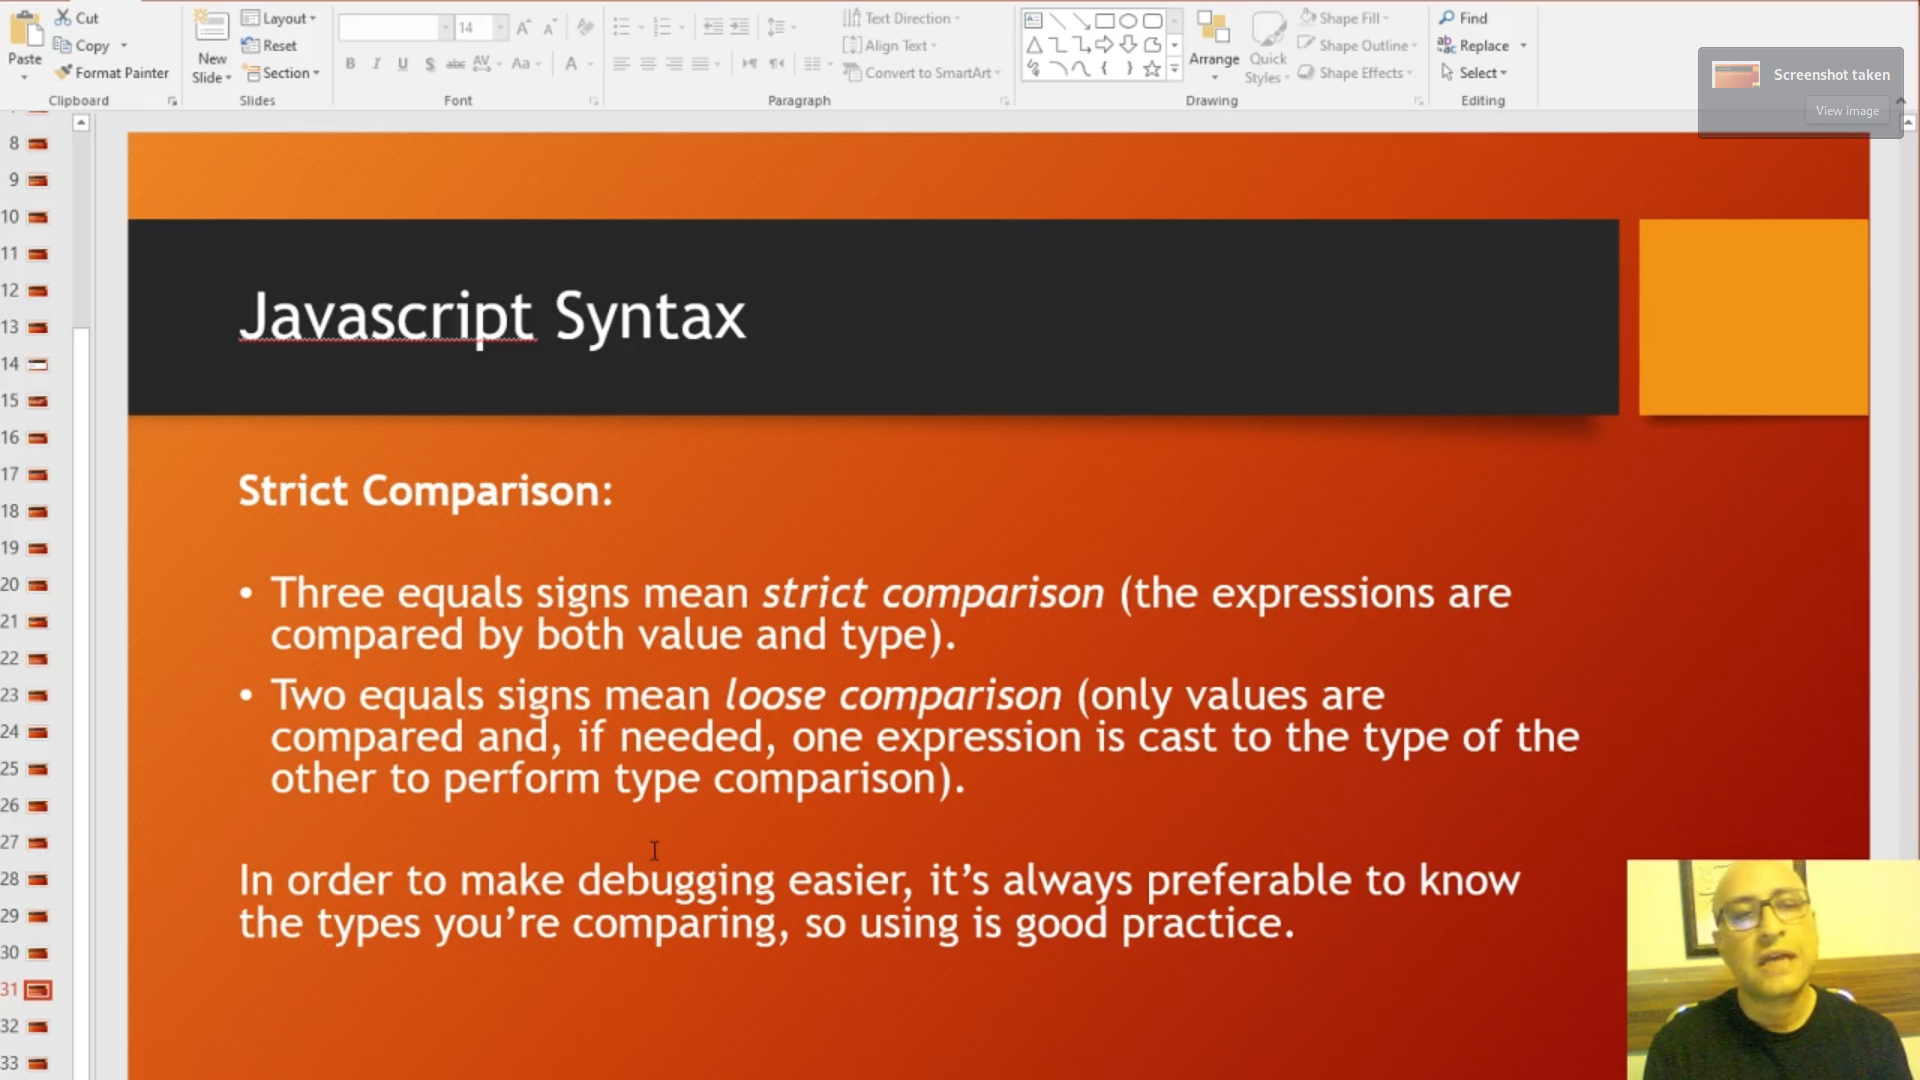 Cut
Copy
Format Painter
Paste
Clipboard
New
Slide
Layout
Reset
Section
Slides
14
B I U S abc AV Aa A
Font
Text Direction
Align Text
Convert to SmartArt
Paragraph
Arrange
Quick
Styles
Shape Fill
Shape Outline
Shape Effects
Drawing
Find
Replace
Select
Editing
Screenshot taken
View image
8
9
10
11
12
13
14
15
16
17
18
19
20
21
22
23
24
25
26
27
28
29
30
31
32
33
Javascript Syntax
Strict Comparison:
• Three equals signs mean strict comparison (the expressions are
compared by both value and type).
• Two equals signs mean loose comparison (only values are
compared and, if needed, one expression is cast to the type of the
other to perform type comparison).
In order to make debugging easier, it’s always preferable to know
the types you’re comparing, so using is good practice.